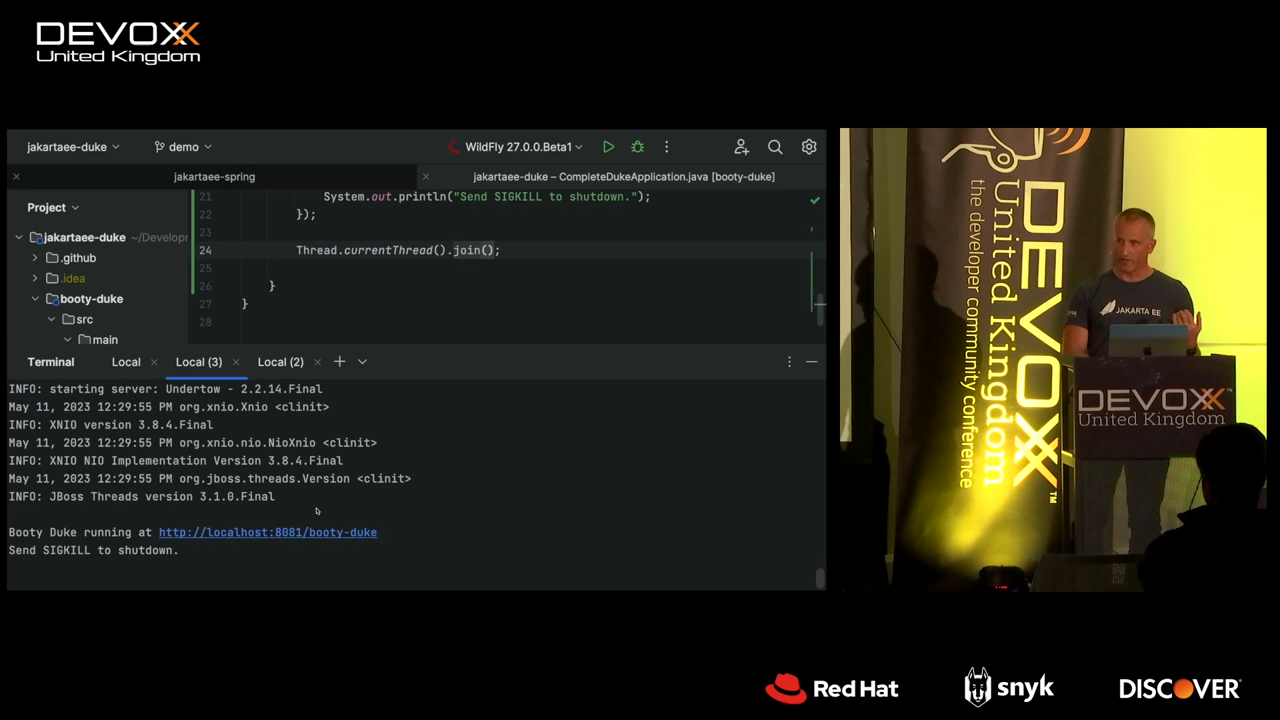 DEVOXX
United Kingdom
jakartaee-duke
demo
WildFly 27.0.0.Beta1
jakartaee-spring
jakartaee-duke – CompleteDukeApplication.java [booty-duke]
Project
jakartaee-duke ~/Develop
.github
.idea
booty-duke
src
main
21 System.out.println("Send SIGKILL to shutdown.");
22 });
23
24 Thread.currentThread().join();
25
26 }
27 }
28
Terminal Local Local (3) Local (2)
INFO: starting server: Undertow - 2.2.14.Final
May 11, 2023 12:29:55 PM org.xnio.Xnio <clinit>
INFO: XNIO version 3.8.4.Final
May 11, 2023 12:29:55 PM org.xnio.nio.NioXnio <clinit>
INFO: XNIO NIO Implementation Version 3.8.4.Final
May 11, 2023 12:29:55 PM org.jboss.threads.Version <clinit>
INFO: JBoss Threads version 3.1.0.Final
Booty Duke running at http://localhost:8081/booty-duke
Send SIGKILL to shutdown.
DEVOXX™
United Kingdom
the developer community conference
JAKARTA EE
DEVOXX™
United Kingdom
Red Hat
snyk
DISCOVER